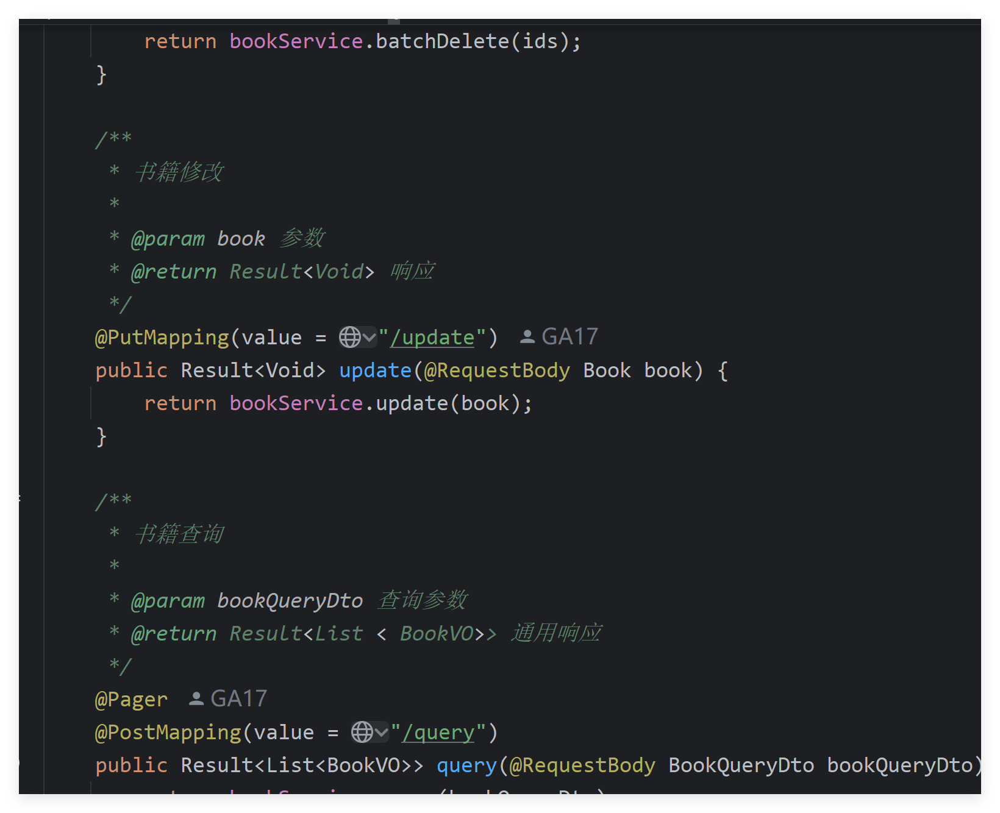 return bookService.batchDelete(ids);
}
/**
* 书籍修改
*
* @param book 参数
* @return Result<Void> 响应
*/
@PutMapping(value = "/update") GA17
public Result<Void> update(@RequestBody Book book) {
return bookService.update(book);
}
/**
* 书籍查询
*
* @param bookQueryDto 查询参数
* @return Result<List < BookVO>> 通用响应
*/
@Pager GA17
@PostMapping(value = "/query")
public Result<List<BookVO>> query(@RequestBody BookQueryDto bookQueryDto)